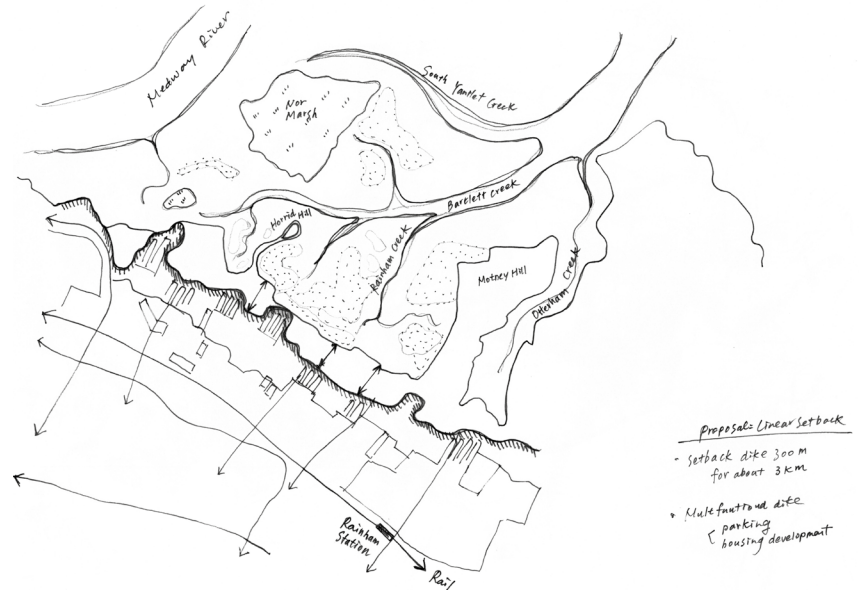 Medway River
South Yantlet Creek
Nor
Marsh
Bartlett Creek
Horrid Hill
Rainham Creek
Motney Hill
Otterham Creek
Proposal= Linear Setback
- Setback dike 300m
for about 3km
* Multifunctional dike
parking
housing development
Rainham
Station
Rail